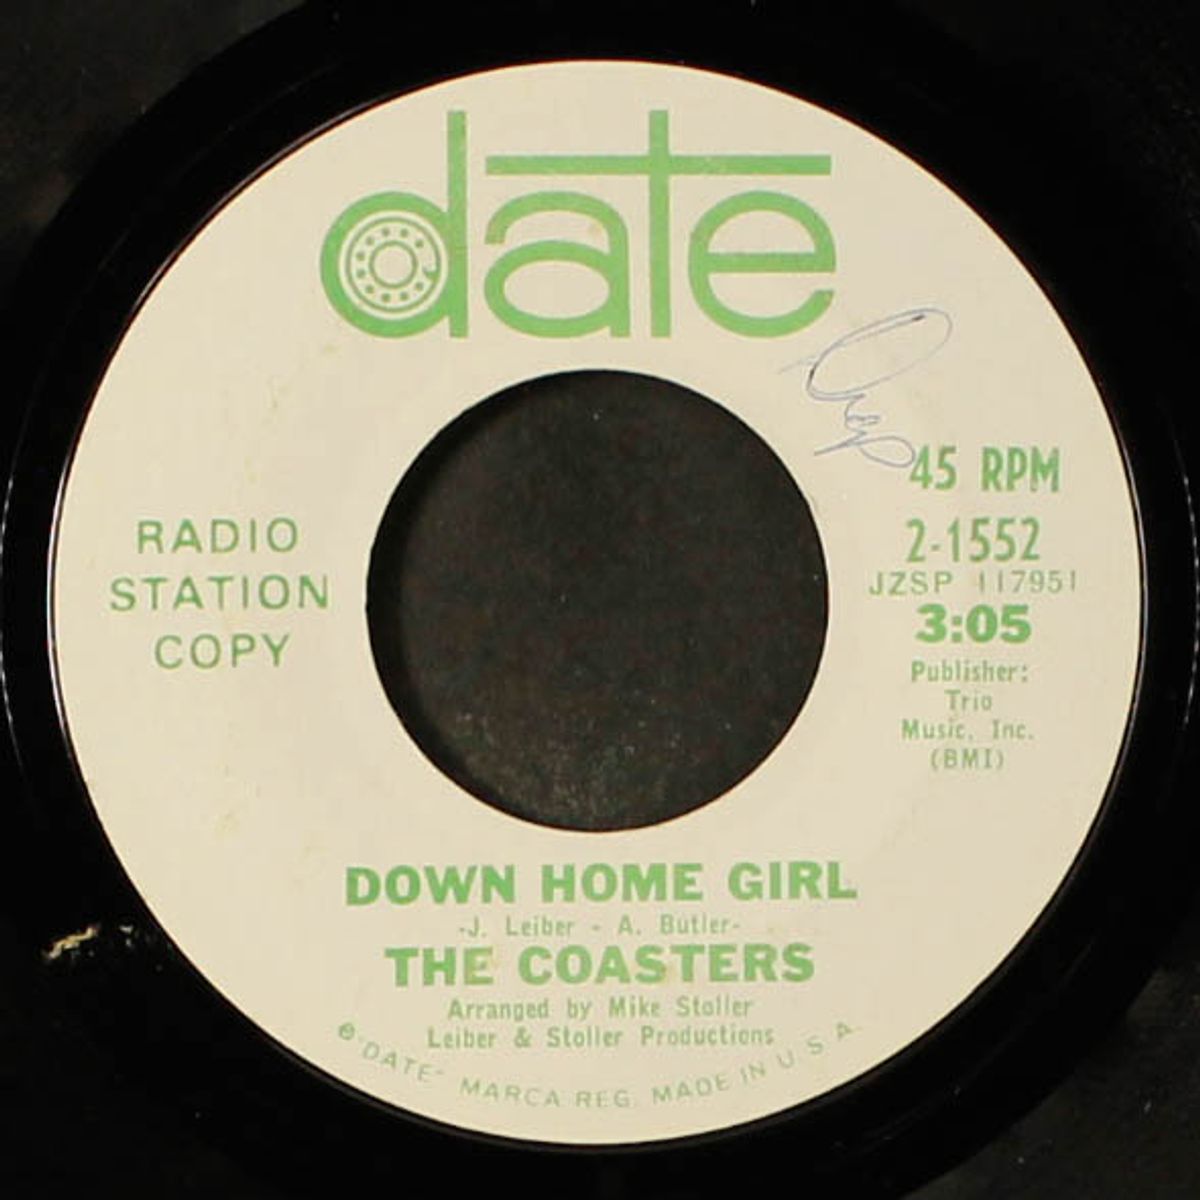 date
45 RPM
2-1552
JZSP 117951
3:05
Publisher:
Trio
Music, Inc.
(BMI)
RADIO
STATION
COPY
DOWN HOME GIRL
-J. Leiber - A. Butler-
THE COASTERS
Arranged by Mike Stoller
Leiber & Stoller Productions
"DATE" MARCA REG. MADE IN U.S.A.